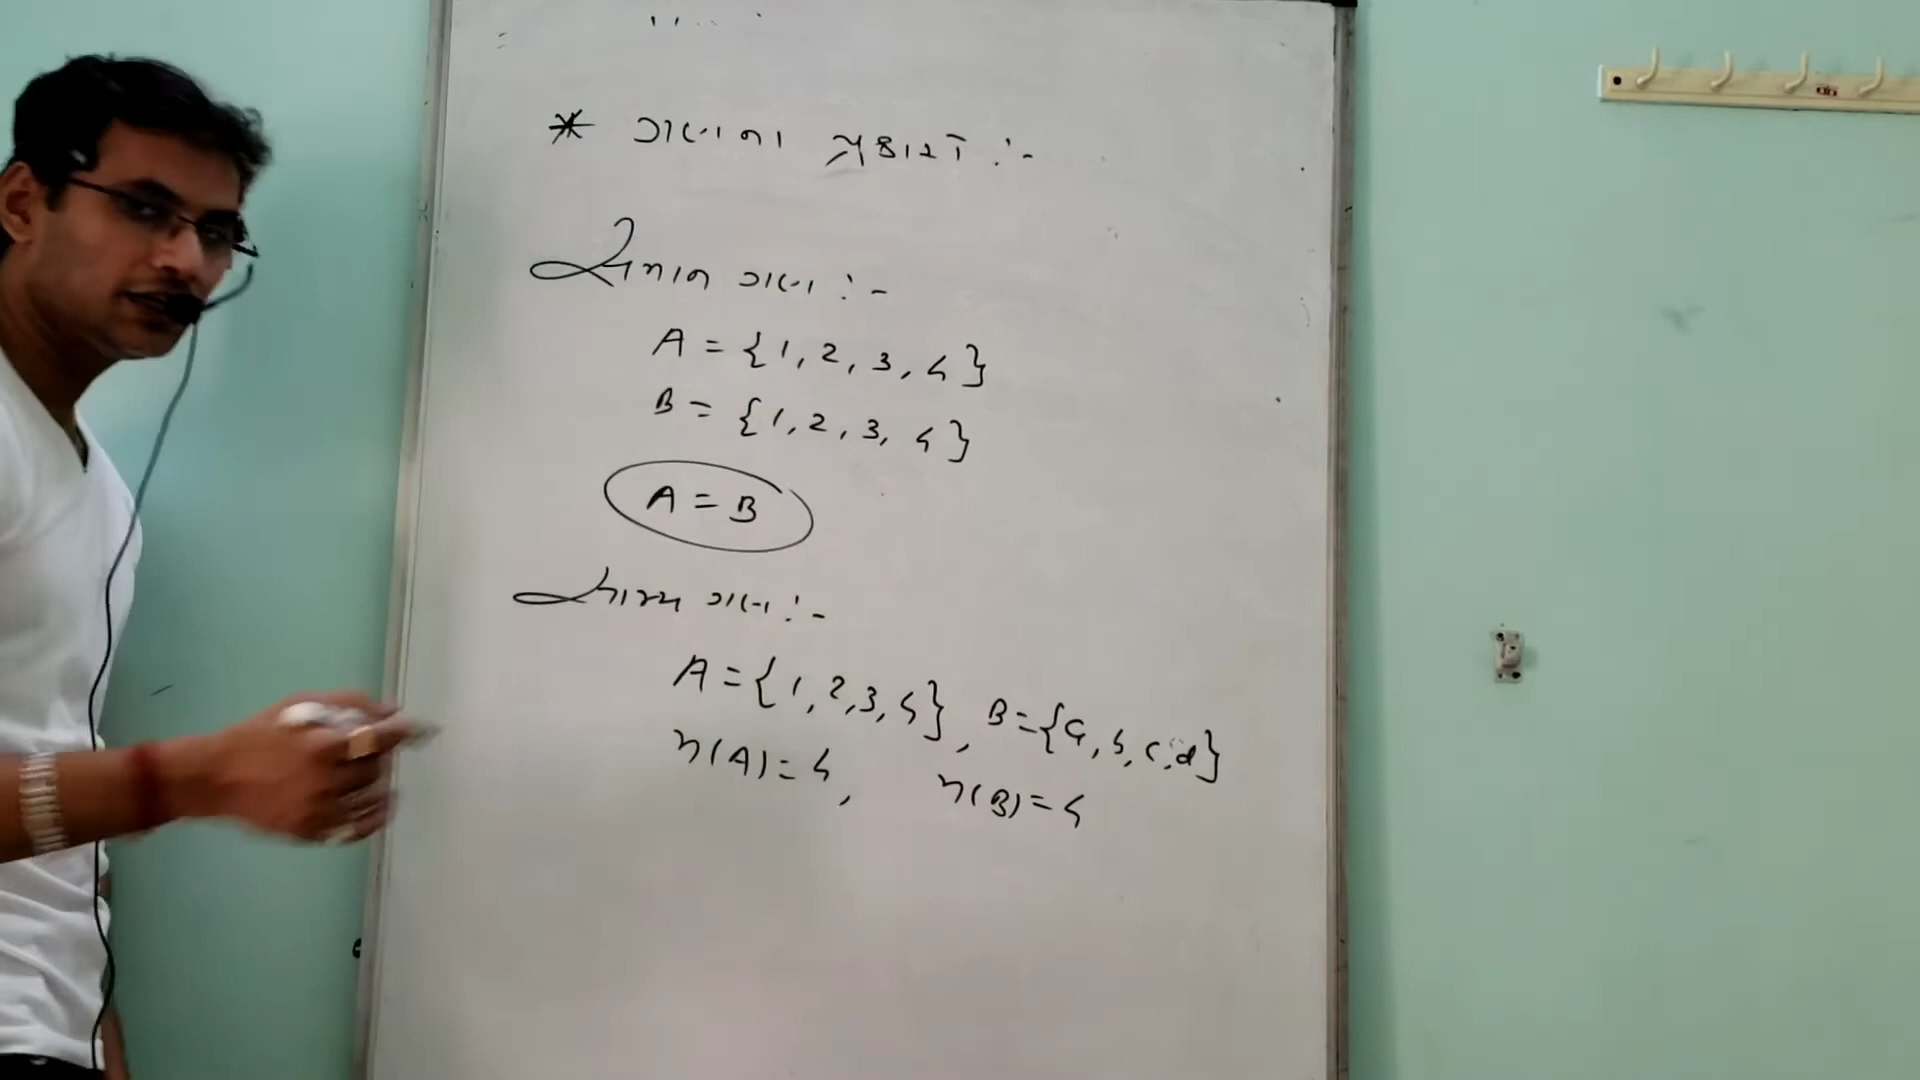 * ગણના પ્રકારો :-
સમાન ગણ :-
A = {1, 2, 3, 4}
B = {1, 2, 3, 4}
A = B
સામ્ય ગણ :-
A = {1, 2, 3, 4}, B = {a, b, c, d}
n(A) = 4, n(B) = 4